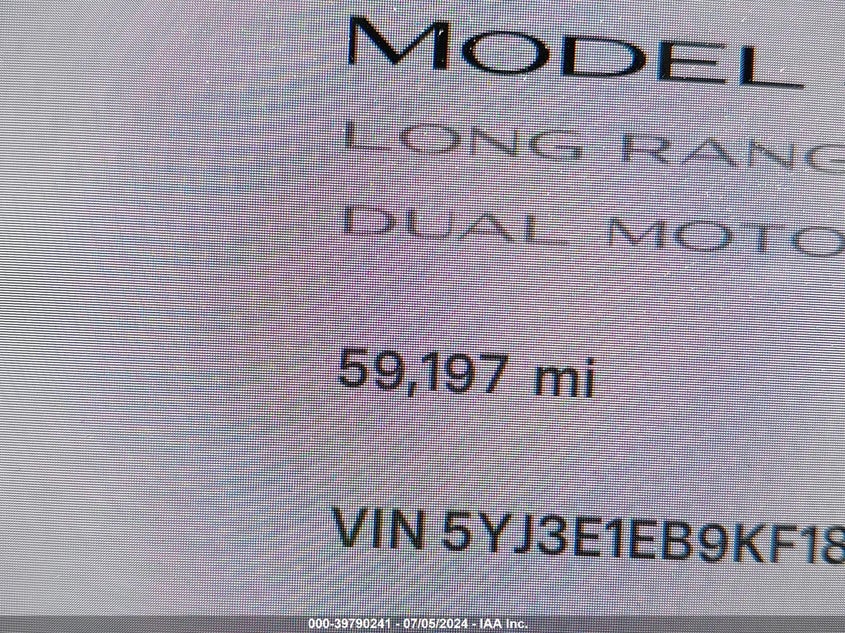 MODEL
LONG RANG
DUAL MOTO
59,197 mi
VIN 5YJ3E1EB9KF18
000-39790241 - 07/05/2024 - IAA Inc.